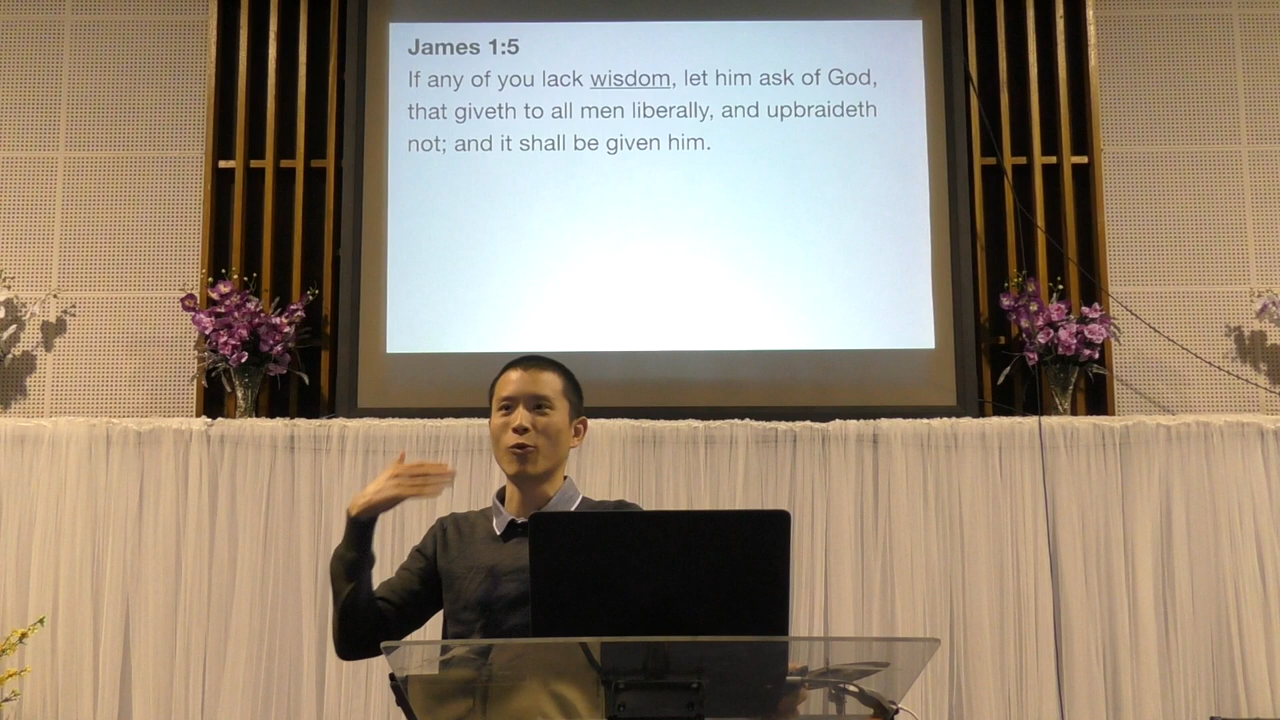 James 1:5
If any of you lack wisdom, let him ask of God,
that giveth to all men liberally, and upbraideth
not; and it shall be given him.